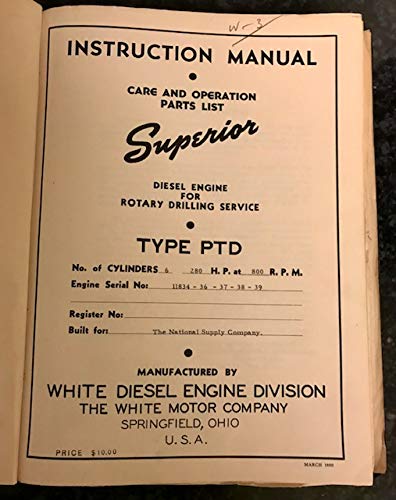 W-3
INSTRUCTION MANUAL
CARE AND OPERATION
PARTS LIST
Superior
DIESEL ENGINE
FOR
ROTARY DRILLING SERVICE
TYPE PTD
No. of CYLINDERS 6 280 H. P. at 800 R. P. M.
Engine Serial No: 11834 - 36 - 37 - 38 - 39
Register No:
Built for: The National Supply Company.
MANUFACTURED BY
WHITE DIESEL ENGINE DIVISION
THE WHITE MOTOR COMPANY
SPRINGFIELD, OHIO
U. S. A.
PRICE $10.00
MARCH